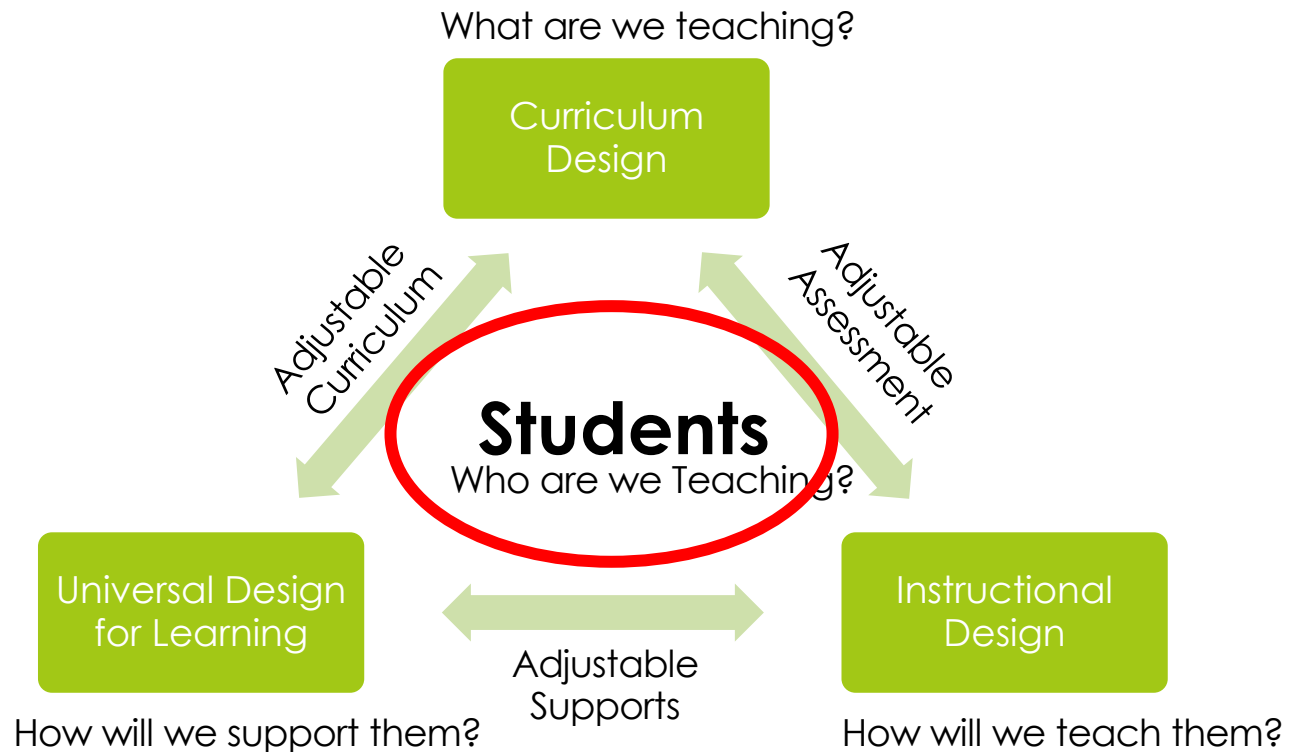 What are we teaching?
Curriculum
Design
Adjustable
Curriculum
Adjustable
Assessment
Students
Who are we Teaching?
Universal Design
for Learning
Instructional
Design
Adjustable
Supports
How will we support them?
How will we teach them?